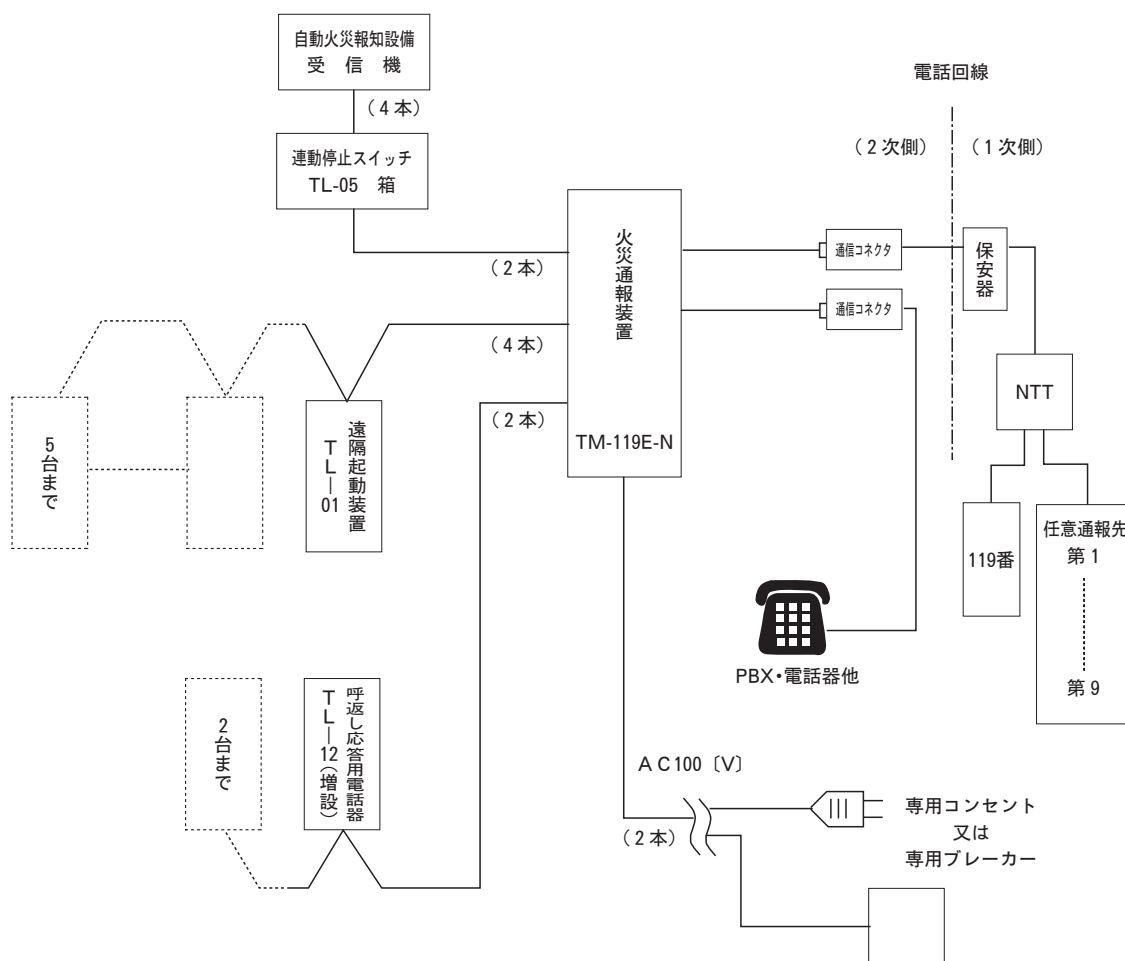 自動火災報知設備
受 信 機
（4本）
連動停止スイッチ
TL-05 箱
電話回線
（2次側）
（1次側）
火災通報装置
TM-119E-N
通信コネクタ
通信コネクタ
保安器
（2本）
（4本）
（2本）
NTT
119番
任意通報先
第1
第9
5台まで
遠隔起動装置
TL―01
2台まで
呼返し応答用電話器
TL―12（増設）
PBX・電話器他
AC100〔V〕
（2本）
専用コンセント
又は
専用ブレーカー